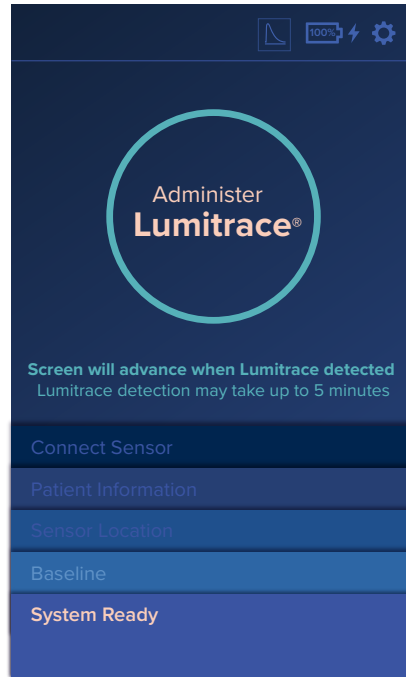 100%
Administer
Lumitrace®
Screen will advance when Lumitrace detected
Lumitrace detection may take up to 5 minutes
Connect Sensor
Patient Information
Sensor Location
Baseline
System Ready